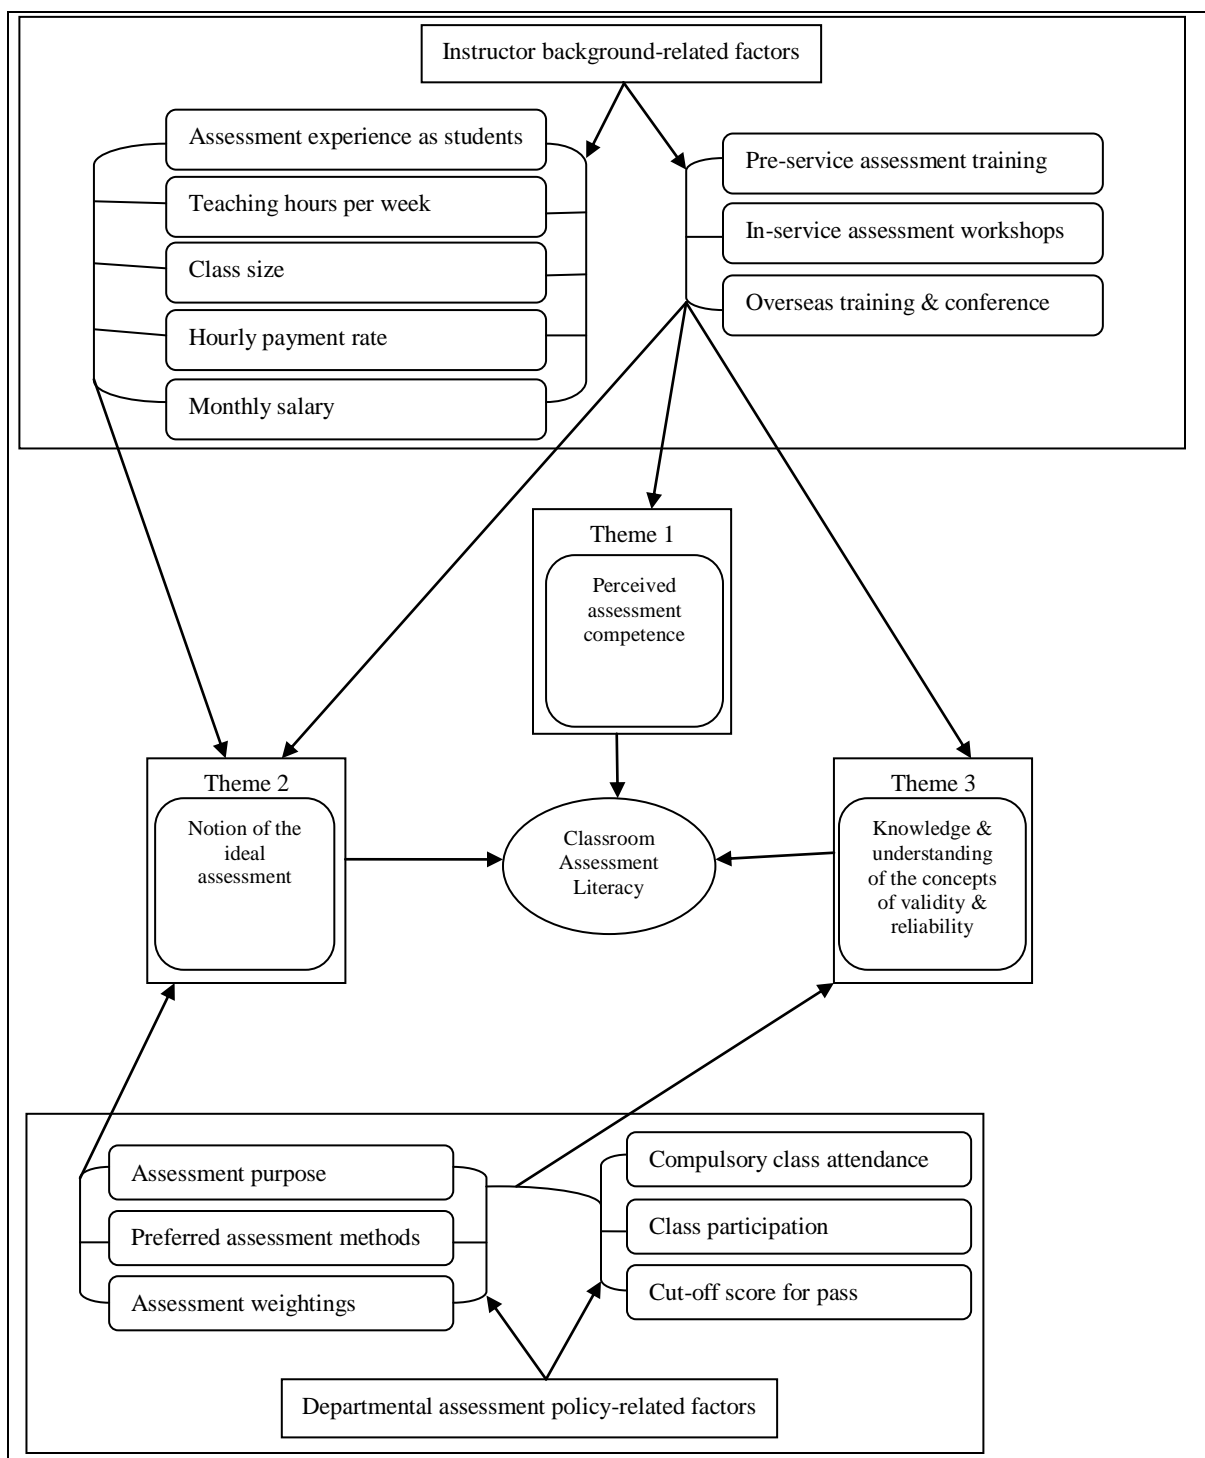 Instructor background-related factors
Assessment experience as students
Teaching hours per week
Class size
Hourly payment rate
Monthly salary
Pre-service assessment training
In-service assessment workshops
Overseas training & conference
Theme 1
Perceived
assessment
competence
Theme 2
Notion of the
ideal
assessment
Classroom
Assessment
Literacy
Theme 3
Knowledge &
understanding
of the concepts
of validity &
reliability
Assessment purpose
Preferred assessment methods
Assessment weightings
Compulsory class attendance
Class participation
Cut-off score for pass
Departmental assessment policy-related factors